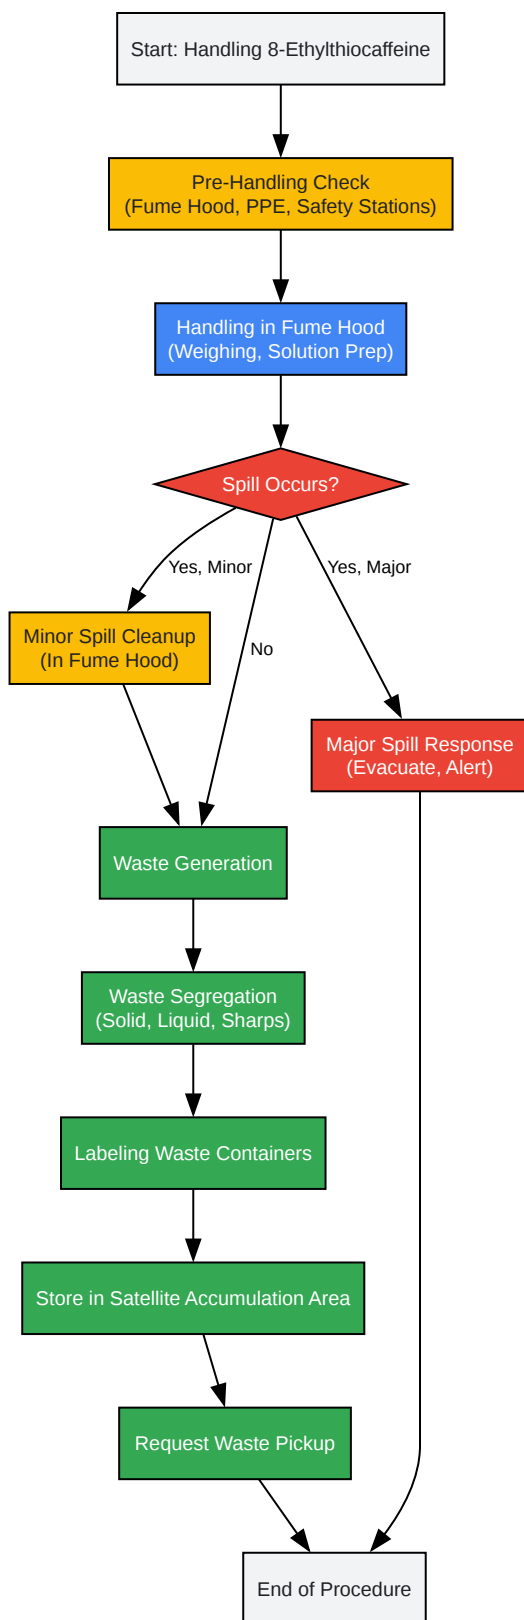 Start: Handling 8-Ethylthiocaffeine
Pre-Handling Check
(Fume Hood, PPE, Safety Stations)
Handling in Fume Hood
(Weighing, Solution Prep)
Spill Occurs?
Yes, Minor
Yes, Major
Minor Spill Cleanup
(In Fume Hood)
No
Major Spill Response
(Evacuate, Alert)
Waste Generation
Waste Segregation
(Solid, Liquid, Sharps)
Labeling Waste Containers
Store in Satellite Accumulation Area
Request Waste Pickup
End of Procedure